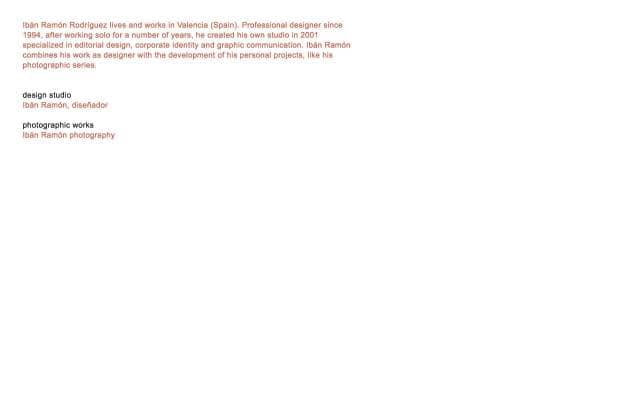 Ibán Ramón Rodríguez lives and works in Valencia (Spain). Professional designer since
1994, after working solo for a number of years, he created his own studio in 2001
specialized in editorial design, corporate identity and graphic communication. Ibán Ramón
combines his work as designer with the development of his personal projects, like his
photographic series.
design studio
Ibán Ramón, diseñador
photographic works
Ibán Ramón photography